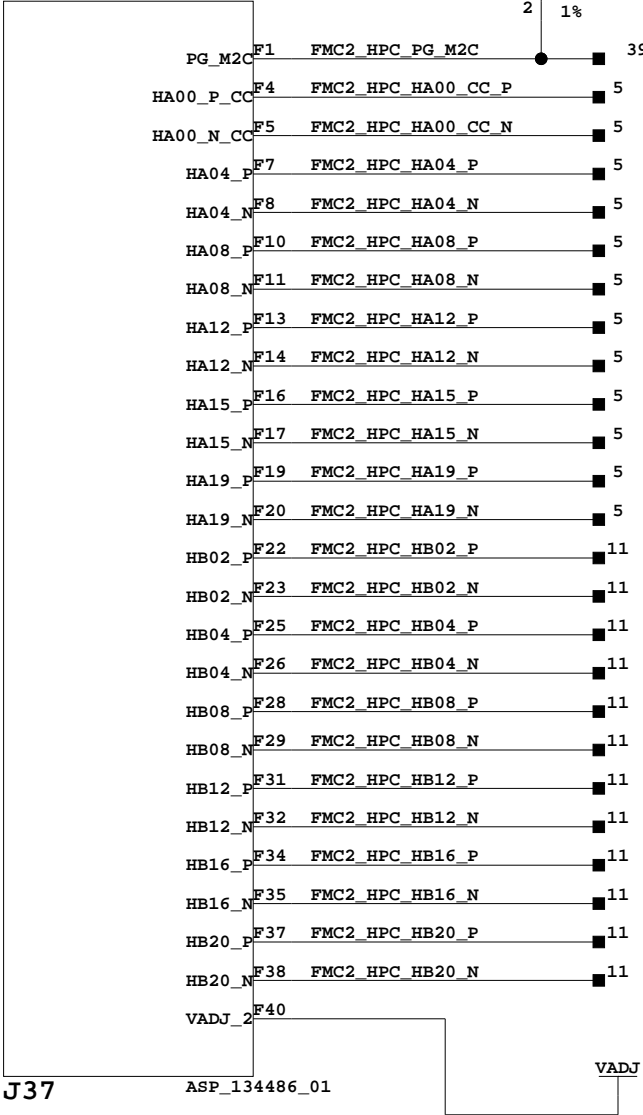 2 1%
PG_M2C F1 FMC2_HPC_PG_M2C 39
HA00_P_CC F4 FMC2_HPC_HA00_CC_P 5
HA00_N_CC F5 FMC2_HPC_HA00_CC_N 5
HA04_P F7 FMC2_HPC_HA04_P 5
HA04_N F8 FMC2_HPC_HA04_N 5
HA08_P F10 FMC2_HPC_HA08_P 5
HA08_N F11 FMC2_HPC_HA08_N 5
HA12_P F13 FMC2_HPC_HA12_P 5
HA12_N F14 FMC2_HPC_HA12_N 5
HA15_P F16 FMC2_HPC_HA15_P 5
HA15_N F17 FMC2_HPC_HA15_N 5
HA19_P F19 FMC2_HPC_HA19_P 5
HA19_N F20 FMC2_HPC_HA19_N 5
HB02_P F22 FMC2_HPC_HB02_P 11
HB02_N F23 FMC2_HPC_HB02_N 11
HB04_P F25 FMC2_HPC_HB04_P 11
HB04_N F26 FMC2_HPC_HB04_N 11
HB08_P F28 FMC2_HPC_HB08_P 11
HB08_N F29 FMC2_HPC_HB08_N 11
HB12_P F31 FMC2_HPC_HB12_P 11
HB12_N F32 FMC2_HPC_HB12_N 11
HB16_P F34 FMC2_HPC_HB16_P 11
HB16_N F35 FMC2_HPC_HB16_N 11
HB20_P F37 FMC2_HPC_HB20_P 11
HB20_N F38 FMC2_HPC_HB20_N 11
VADJ_2 F40
VADJ
J37 ASP_134486_01